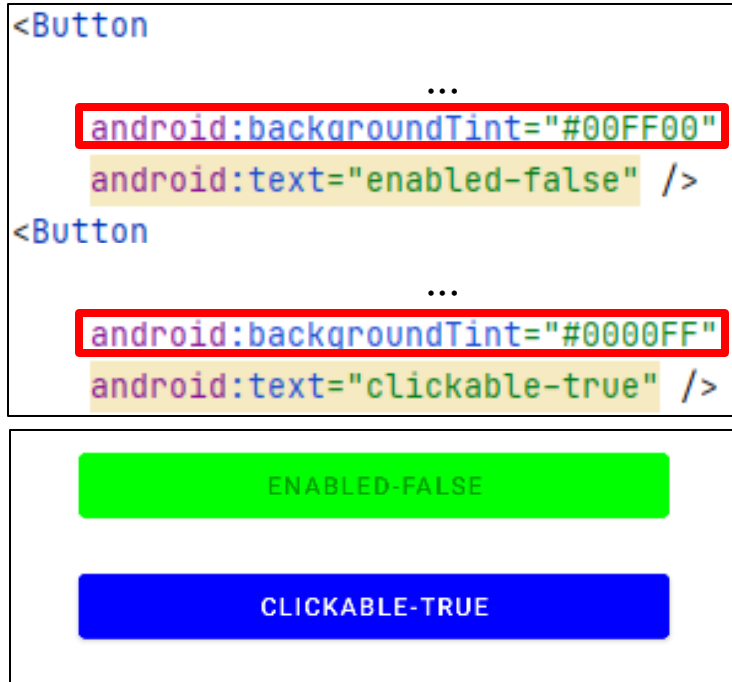 <Button
...
android:backgroundTint="#00FF00"
android:text="enabled-false" />
<Button
...
android:backgroundTint="#0000FF"
android:text="clickable-true" />
ENABLED-FALSE
CLICKABLE-TRUE